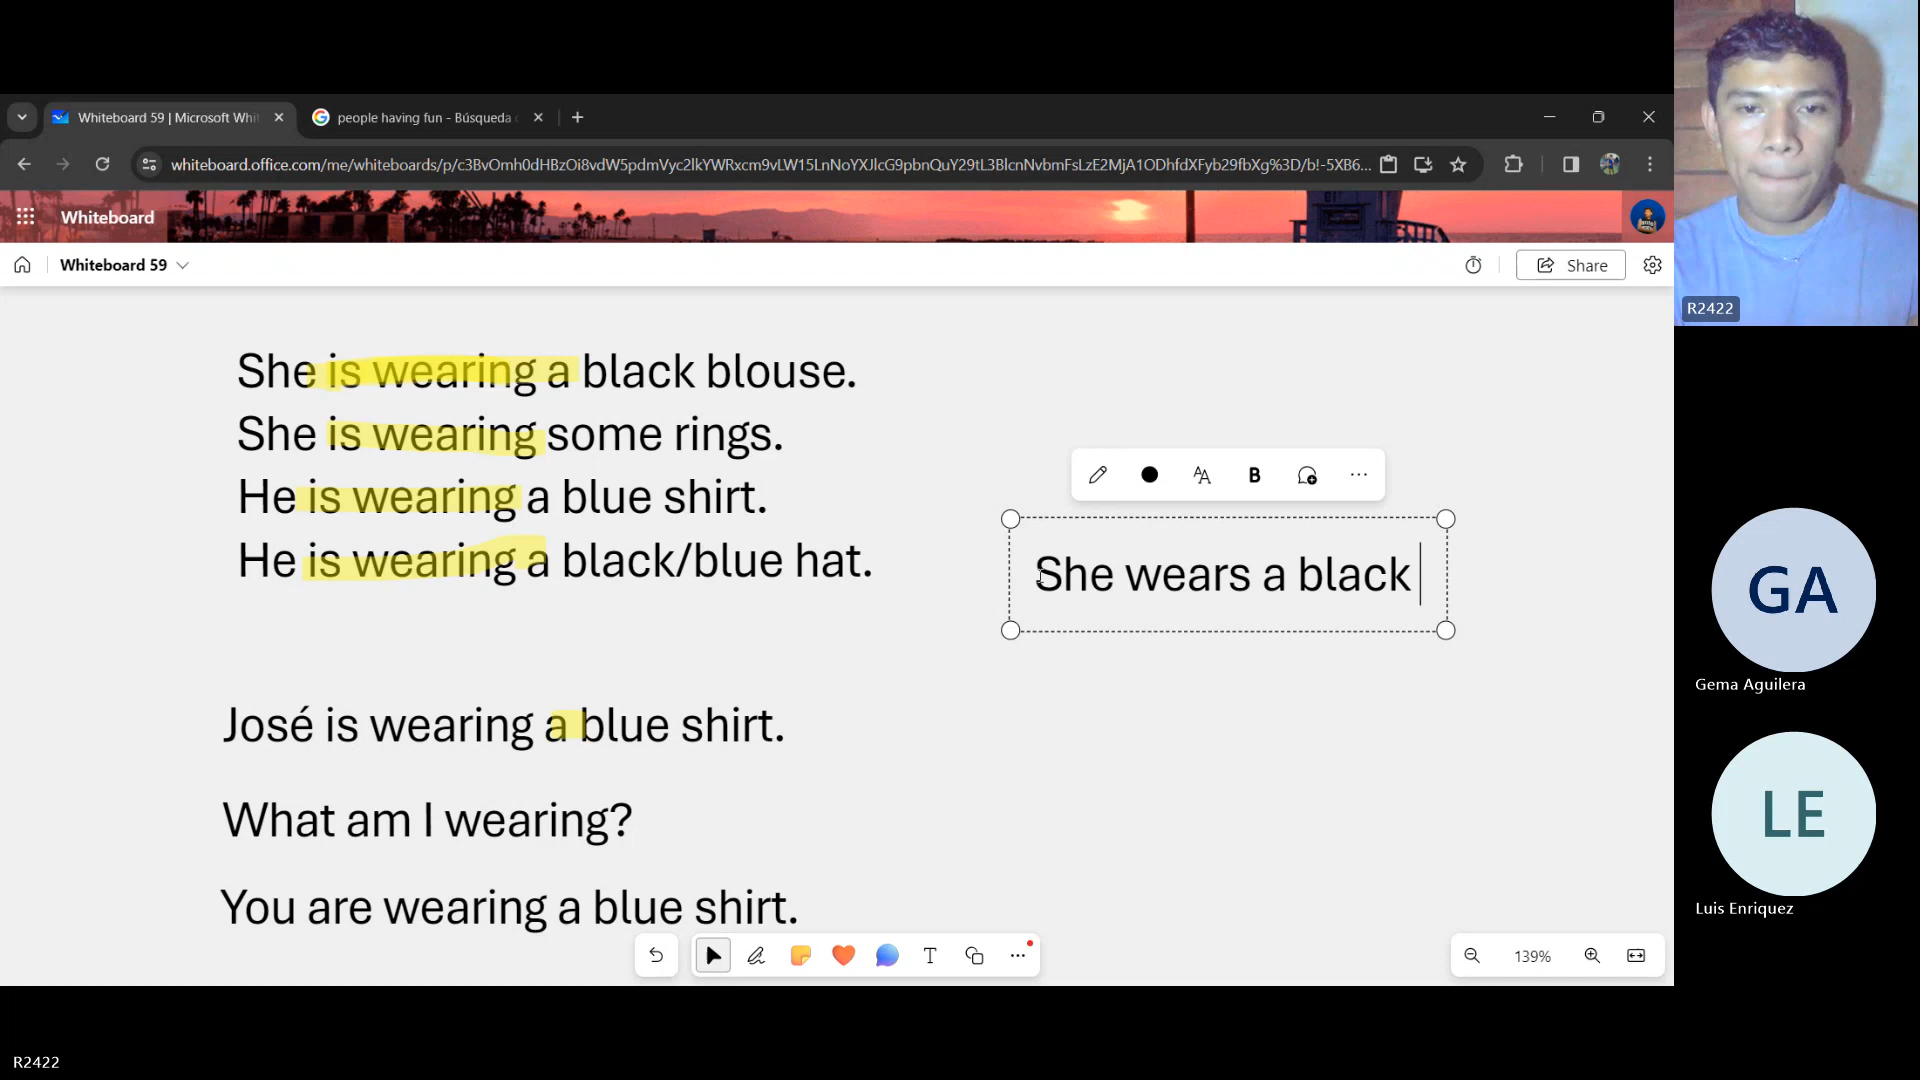 Whiteboard 59 | Microsoft Whi
people having fun - Búsqueda
whiteboard.office.com/me/whiteboards/p/c3BvOmh0dHBzOi8vdW5pdmVyc2lkYWRxcm9vLW15LnNoYXJlcG9pbnQuY29tL3BlcnNvbmFsLzE2MjA1ODhfdXFyb29fbXg%3D/b!-5XB6...
Whiteboard
Whiteboard 59
Share
R2422
She is wearing a black blouse.
She is wearing some rings.
He is wearing a blue shirt.
He is wearing a black/blue hat.
B
She wears a black
José is wearing a blue shirt.
What am I wearing?
You are wearing a blue shirt.
T
139%
GA
Gema Aguilera
LE
Luis Enriquez
R2422